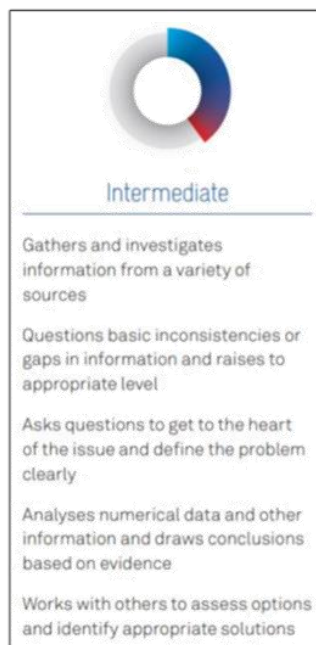 Intermediate
Gathers and investigates
information from a variety of
sources
Questions basic inconsistencies or
gaps in information and raises to
appropriate level
Asks questions to get to the heart
of the issue and define the problem
clearly
Analyses numerical data and other
information and draws conclusions
based on evidence
Works with others to assess options
and identify appropriate solutions